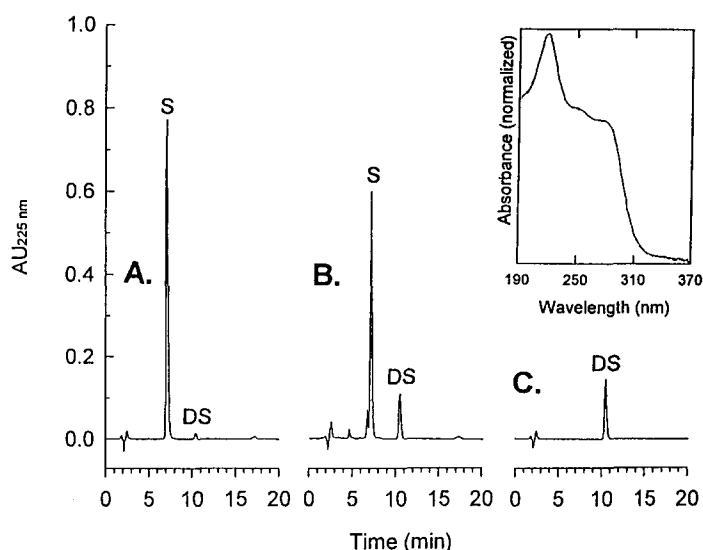 1.0
0.8
0.6
0.4
0.2
0.0
AU225 nm
A.
S
DS
B.
S
DS
C.
DS
0 5 10 15 20
0 5 10 15 20
0 5 10 15 20
Time (min)
Absorbance (normalized)
190 250 310 370
Wavelength (nm)